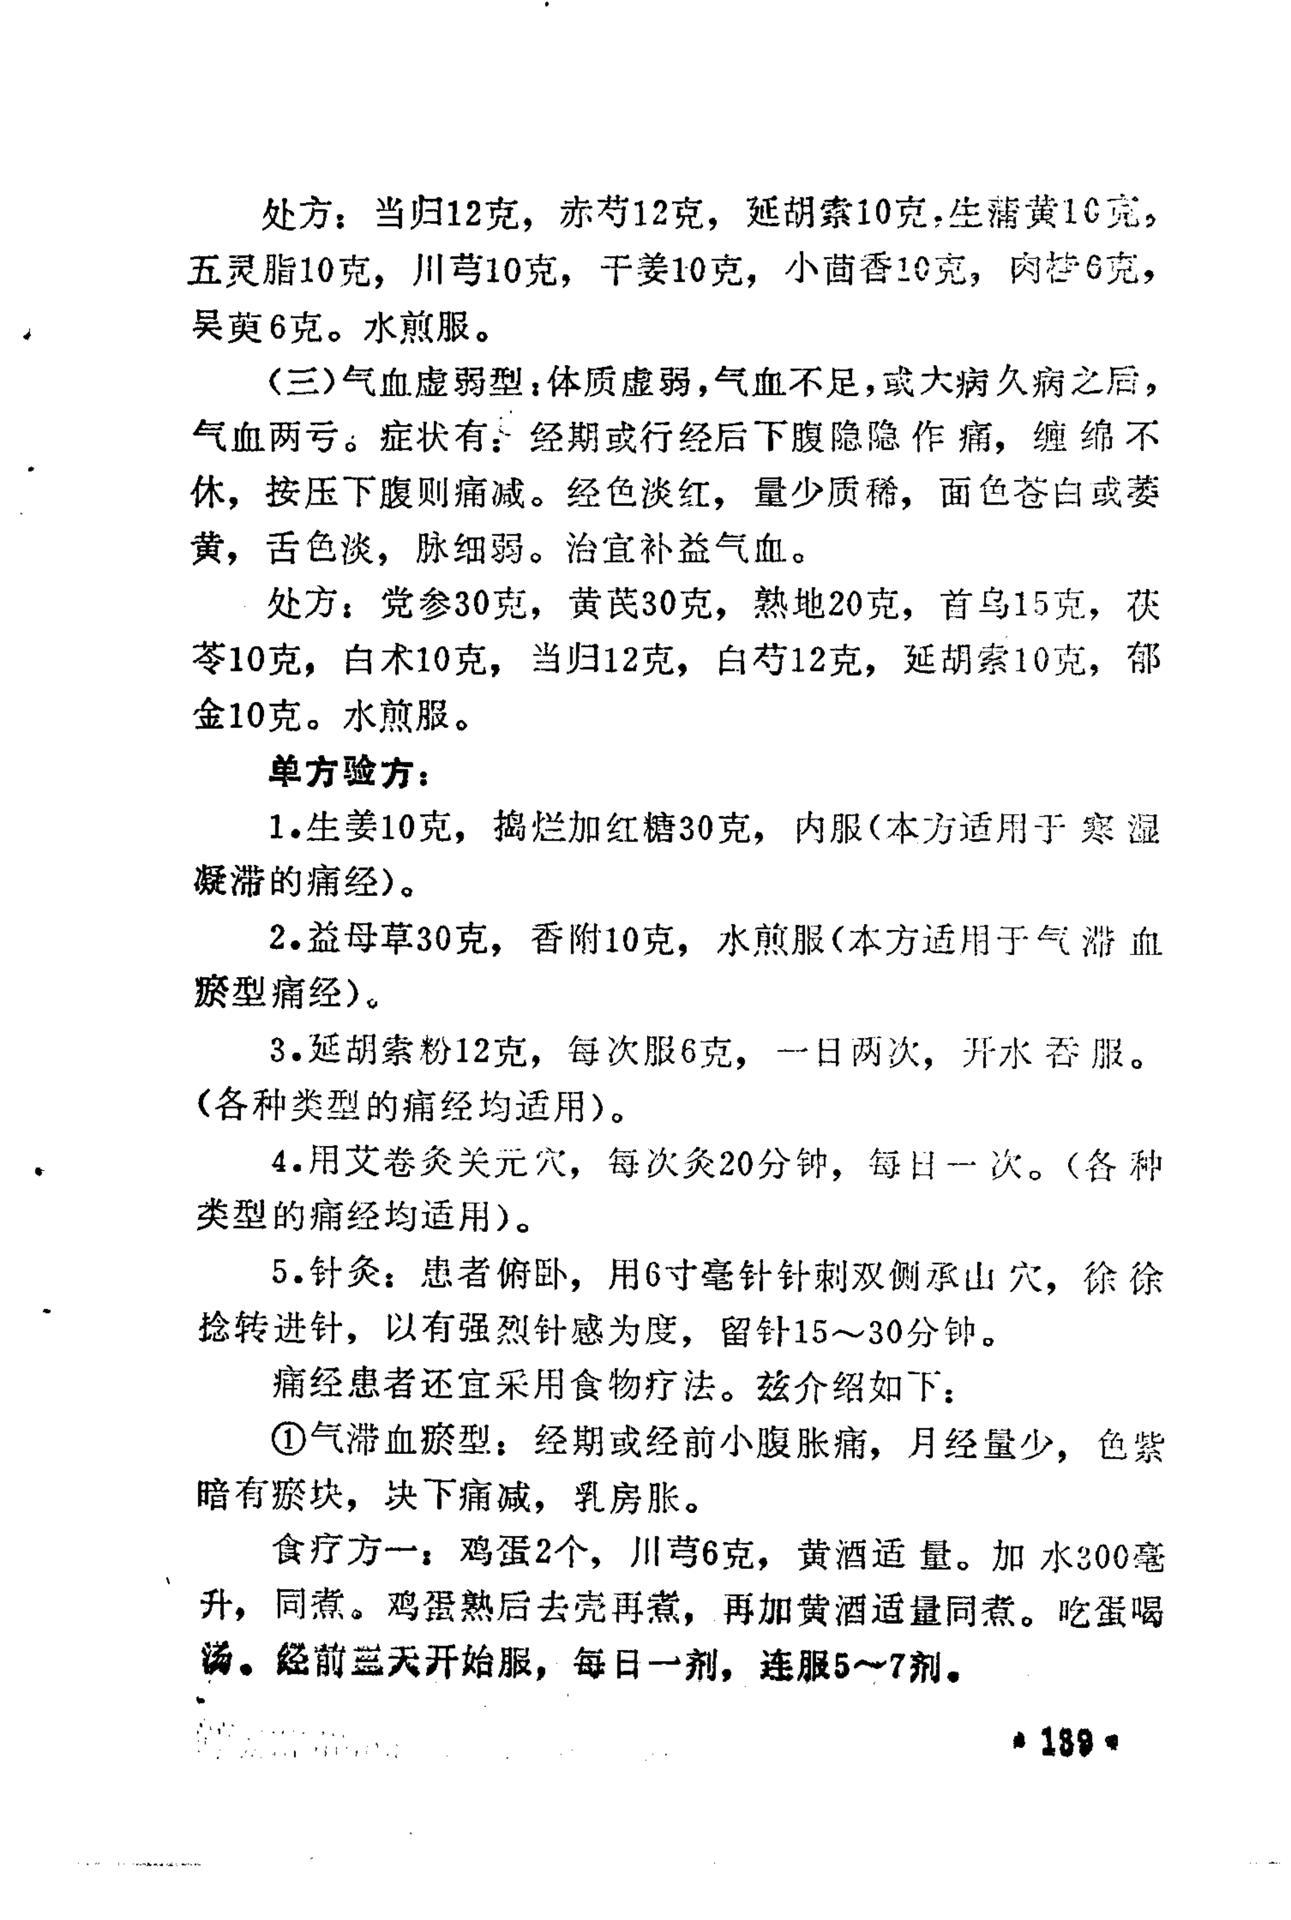 处方：当归12克，赤芍12克，延胡索10克，生蒲黄10克，
五灵脂10克，川芎10克，干姜10克，小茴香10克，肉桂6克，
吴萸6克。水煎服。
（三）气血虚弱型：体质虚弱，气血不足，或大病久病之后，
气血两亏。症状有：经期或行经后下腹隐隐作痛，缠绵不
休，按压下腹则痛减。经色淡红，量少质稀，面色苍白或萎
黄，舌色淡，脉细弱。治宜补益气血。
处方：党参30克，黄芪30克，熟地20克，首乌15克，茯
苓10克，白术10克，当归12克，白芍12克，延胡索10克，郁
金10克。水煎服。
单方验方：
1.生姜10克，捣烂加红糖30克，内服（本方适用于寒湿
凝滞的痛经）。
2.益母草30克，香附10克，水煎服（本方适用于气滞血
瘀型痛经）。
3.延胡索粉12克，每次服6克，一日两次，开水吞服。
（各种类型的痛经均适用）。
4.用艾卷灸关元穴，每次灸20分钟，每日一次。（各种
类型的痛经均适用）。
5.针灸：患者俯卧，用6寸毫针针刺双侧承山穴，徐徐
捻转进针，以有强烈针感为度，留针15～30分钟。
痛经患者还宜采用食物疗法。兹介绍如下：
①气滞血瘀型：经期或经前小腹胀痛，月经量少，色紫
暗有瘀块，块下痛减，乳房胀。
食疗方一：鸡蛋2个，川芎6克，黄酒适量。加水300毫
升，同煮。鸡蛋熟后去壳再煮，再加黄酒适量同煮。吃蛋喝
汤。经前三天开始服，每日一剂，连服5～7剂。
• 189 •